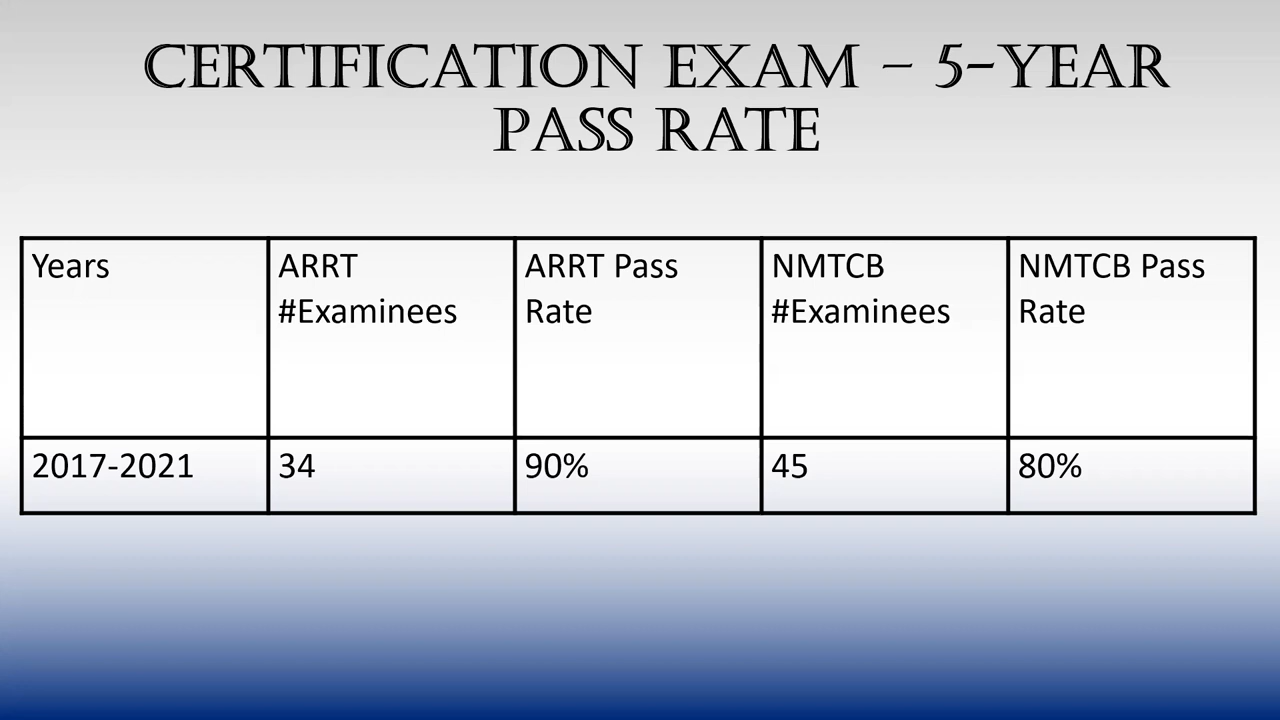 CERTIFICATION EXAM – 5-YEAR
PASS RATE
Years
ARRT
#Examinees
ARRT Pass
Rate
NMTCB
#Examinees
NMTCB Pass
Rate
2017-2021
34
90%
45
80%